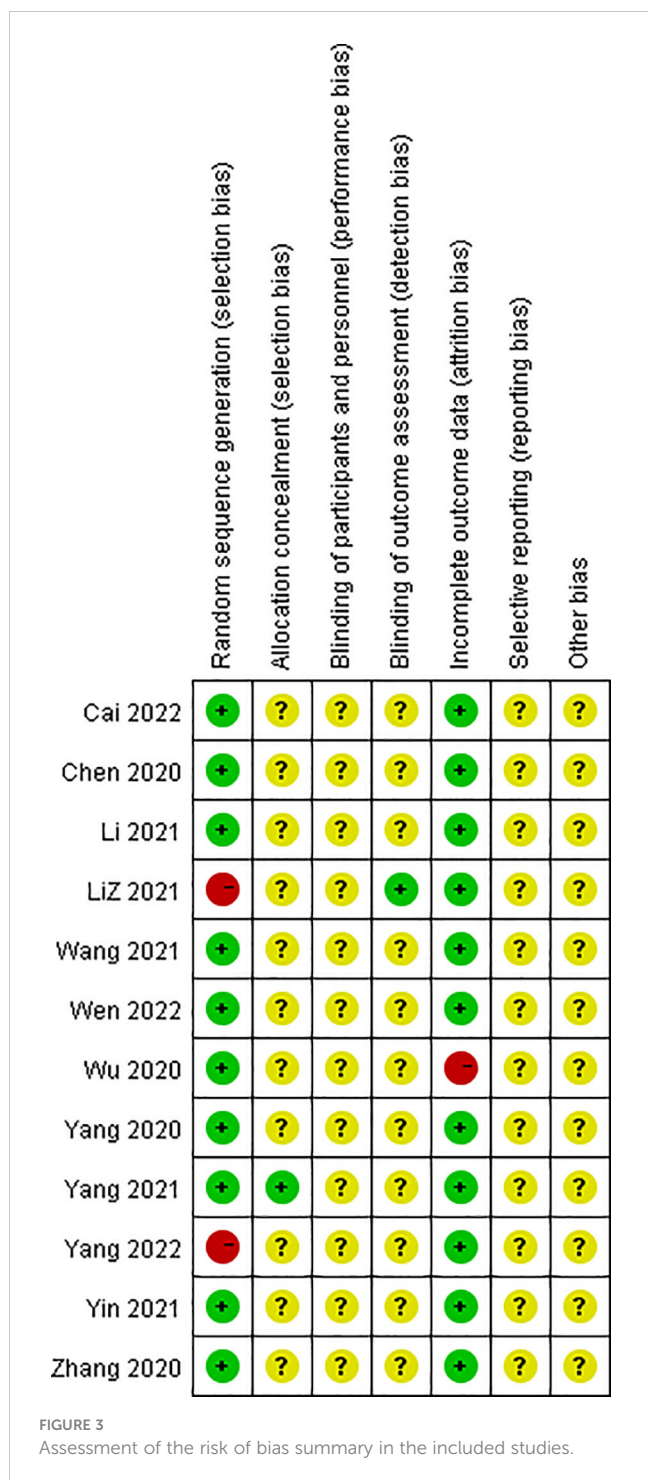 Random sequence generation (selection bias)
Allocation concealment (selection bias)
Blinding of participants and personnel (performance bias)
Blinding of outcome assessment (detection bias)
Incomplete outcome data (attrition bias)
Selective reporting (reporting bias)
Other bias
Cai 2022 + ? ? ? + ? ?
Chen 2020 + ? ? ? + ? ?
Li 2021 + ? ? ? + ? ?
LiZ 2021 - ? ? + + ? ?
Wang 2021 + ? ? ? + ? ?
Wen 2022 + ? ? ? + ? ?
Wu 2020 + ? ? ? - ? ?
Yang 2020 + ? ? ? + ? ?
Yang 2021 + + ? ? + ? ?
Yang 2022 - ? ? ? + ? ?
Yin 2021 + ? ? ? + ? ?
Zhang 2020 + ? ? ? + ? ?
FIGURE 3
Assessment of the risk of bias summary in the included studies.